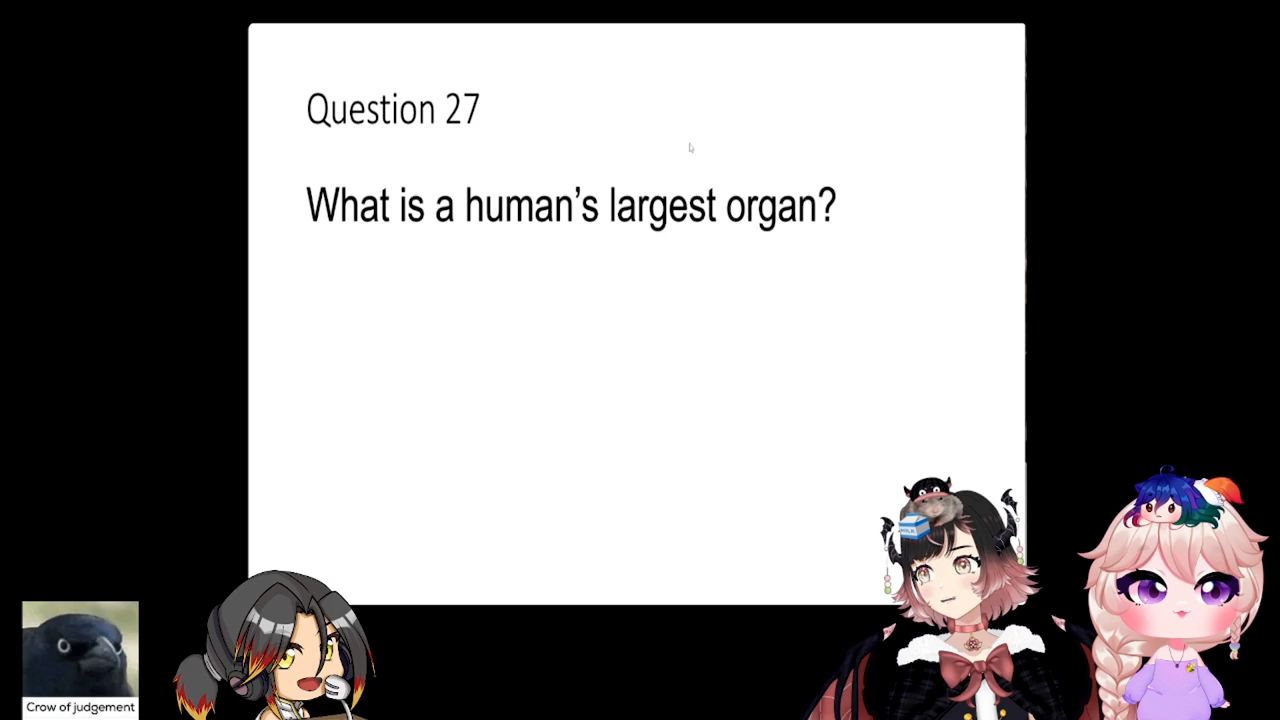 Question 27
What is a human's largest organ?
Crow of judgement